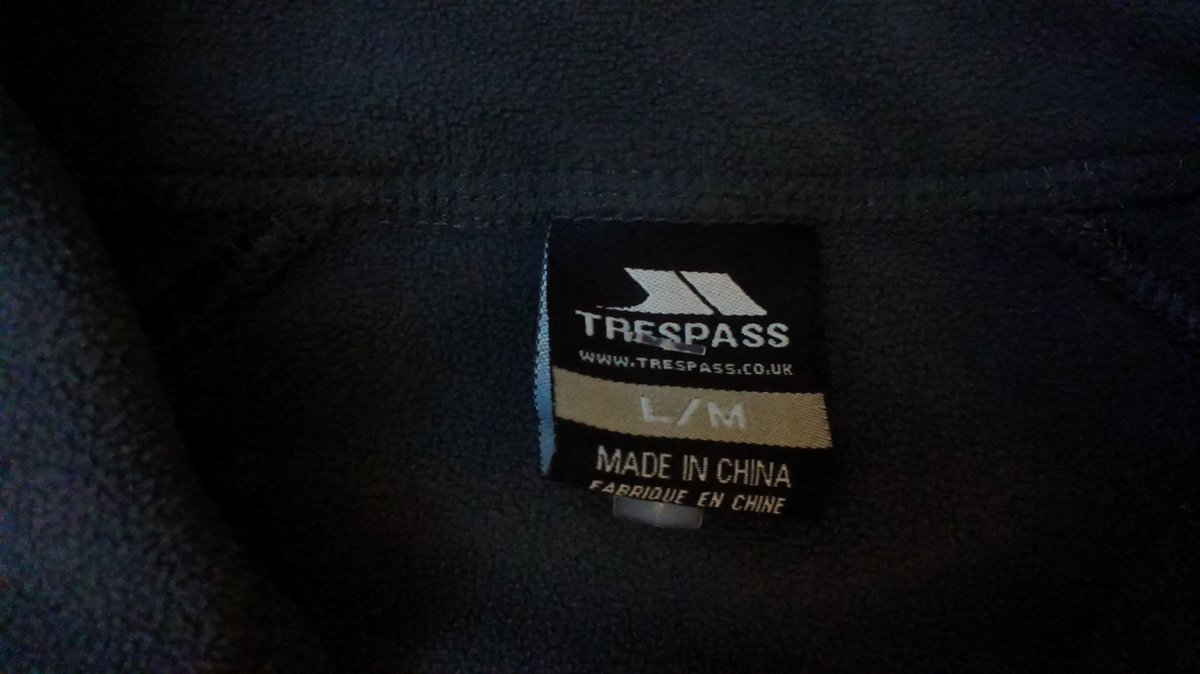 TRESPASS
WWW.TRESPASS.CO.UK
L/M
MADE IN CHINA
FABRIQUE EN CHINE